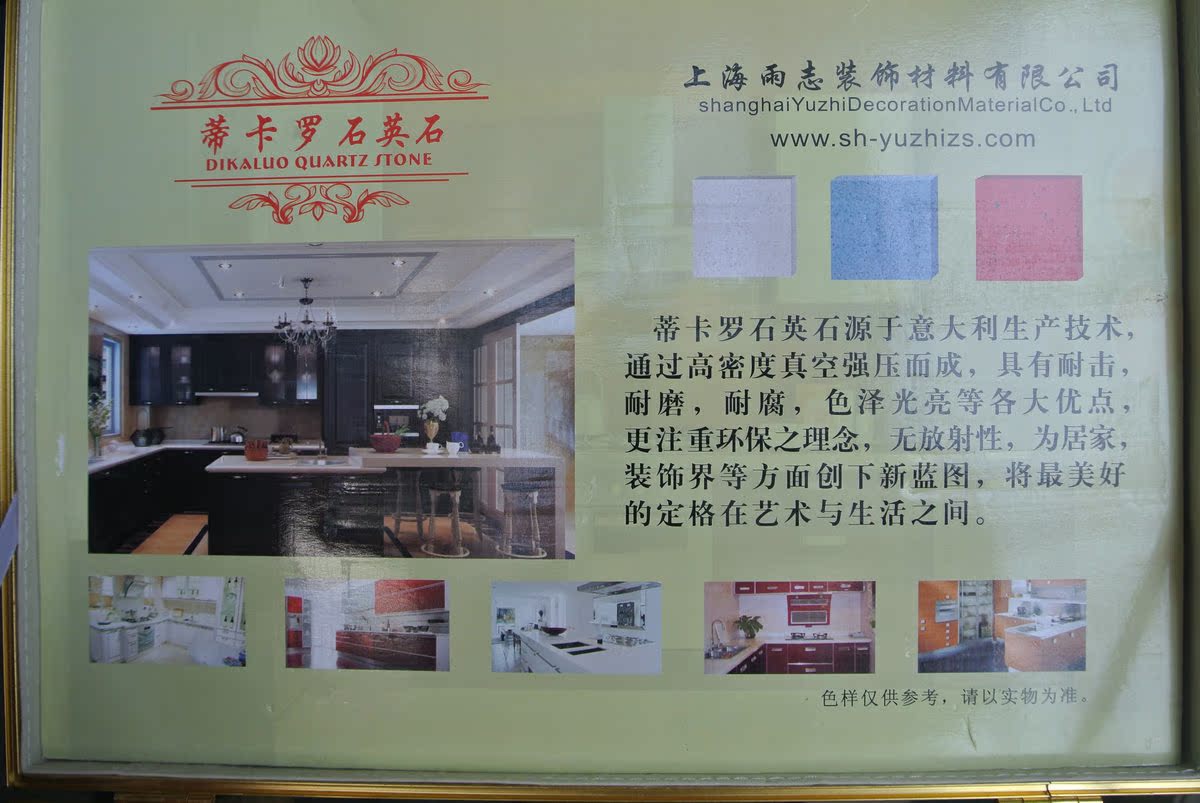 蒂卡罗石英石
DIKALUO QUARTZ STONE
上海雨志装饰材料有限公司
shanghaiYuzhiDecorationMaterialCo.,Ltd
www.sh-yuzhizs.com
蒂卡罗石英石源于意大利生产技术，
通过高密度真空强压而成，具有耐击，
耐磨，耐腐，色泽光亮等各大优点，
更注重环保之理念，无放射性，为居家，
装饰界等方面创下新蓝图，将最美好
的定格在艺术与生活之间。
色样仅供参考，请以实物为准。